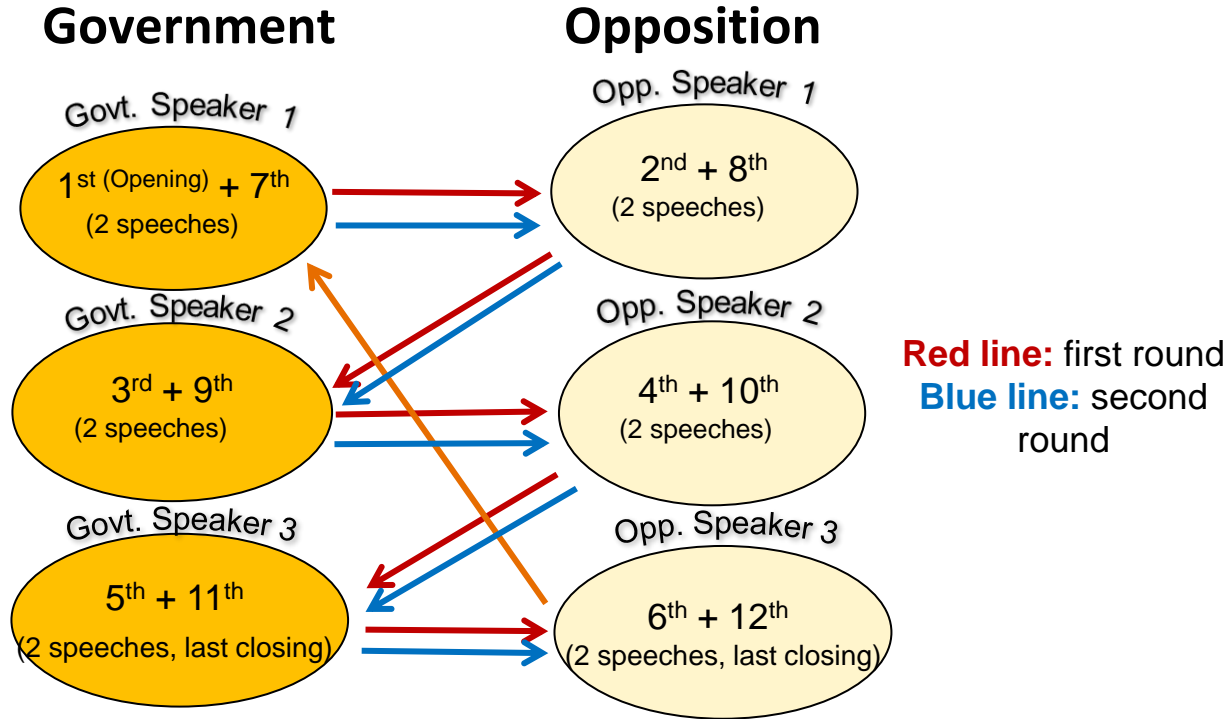 Government
Opposition
Govt. Speaker 1
1st (Opening) + 7th
(2 speeches)
Opp. Speaker 1
2nd + 8th
(2 speeches)
Govt. Speaker 2
3rd + 9th
(2 speeches)
Opp. Speaker 2
4th + 10th
(2 speeches)
Red line: first round
Blue line: second
round
Govt. Speaker 3
5th + 11th
(2 speeches, last closing)
Opp. Speaker 3
6th + 12th
(2 speeches, last closing)